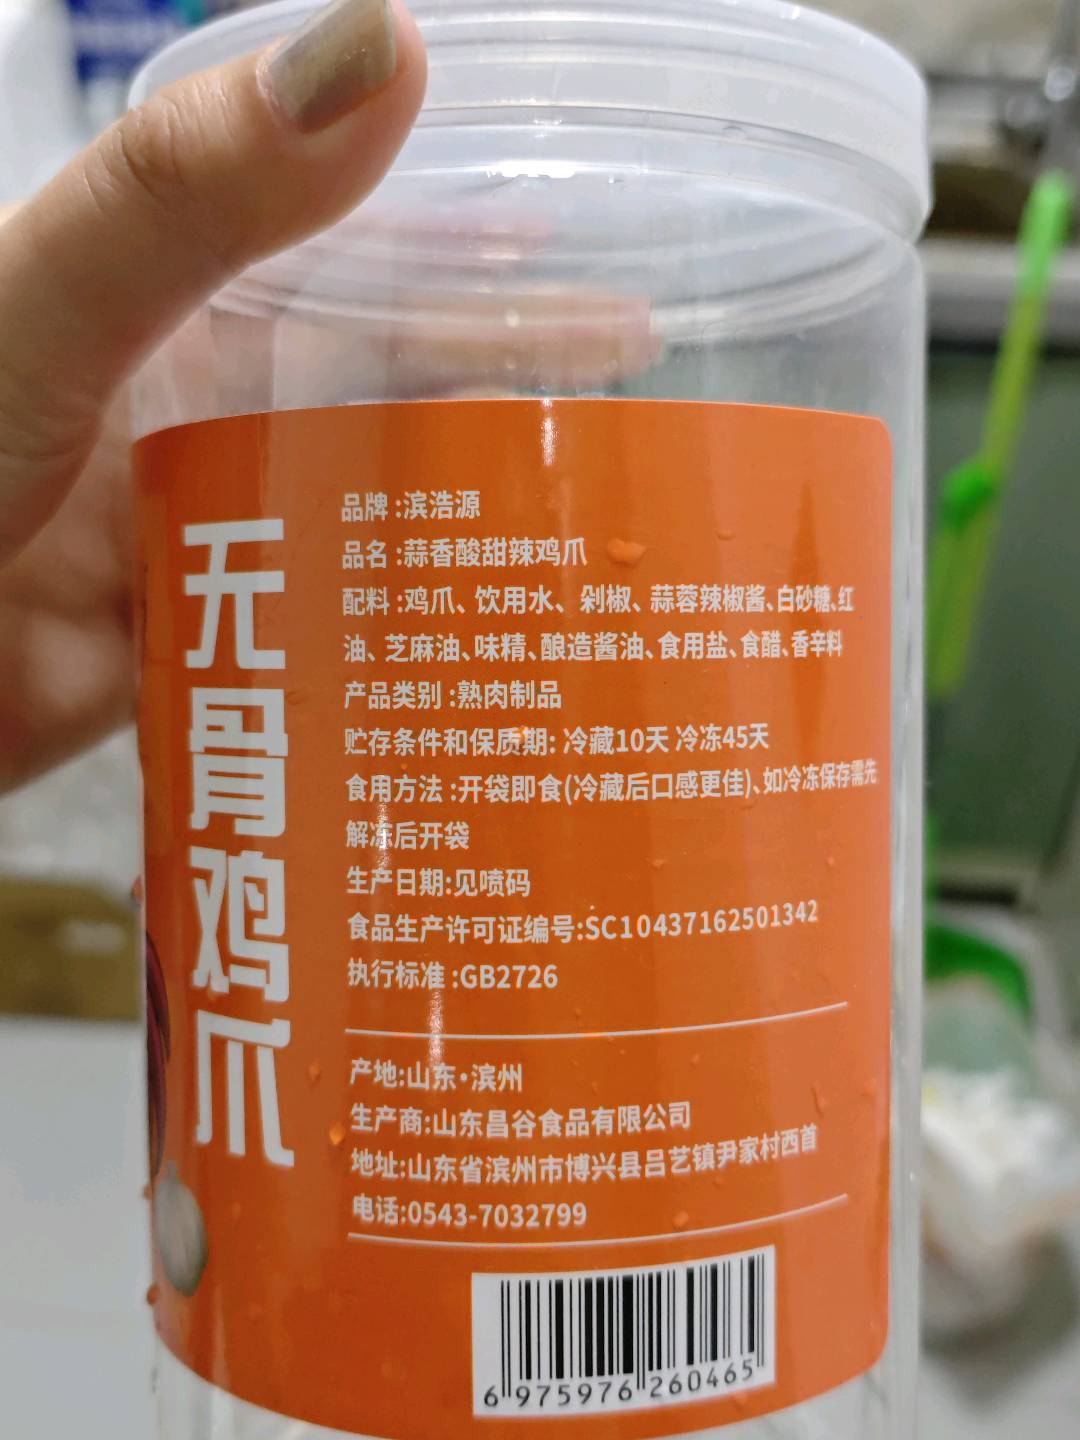 无骨鸡爪
品牌 :滨浩源
品名 :蒜香酸甜辣鸡爪
配料 :鸡爪、饮用水、剁椒、蒜蓉辣椒酱、白砂糖、红
油、芝麻油、味精、酿造酱油、食用盐、食醋、香辛料
产品类别 :熟肉制品
贮存条件和保质期: 冷藏10天 冷冻45天
食用方法 :开袋即食(冷藏后口感更佳)、如冷冻保存需先
解冻后开袋
生产日期:见喷码
食品生产许可证编号:SC10437162501342
执行标准 :GB2726
产地:山东·滨州
生产商:山东昌谷食品有限公司
地址:山东省滨州市博兴县吕艺镇尹家村西首
电话:0543-7032799
6 975976 260465